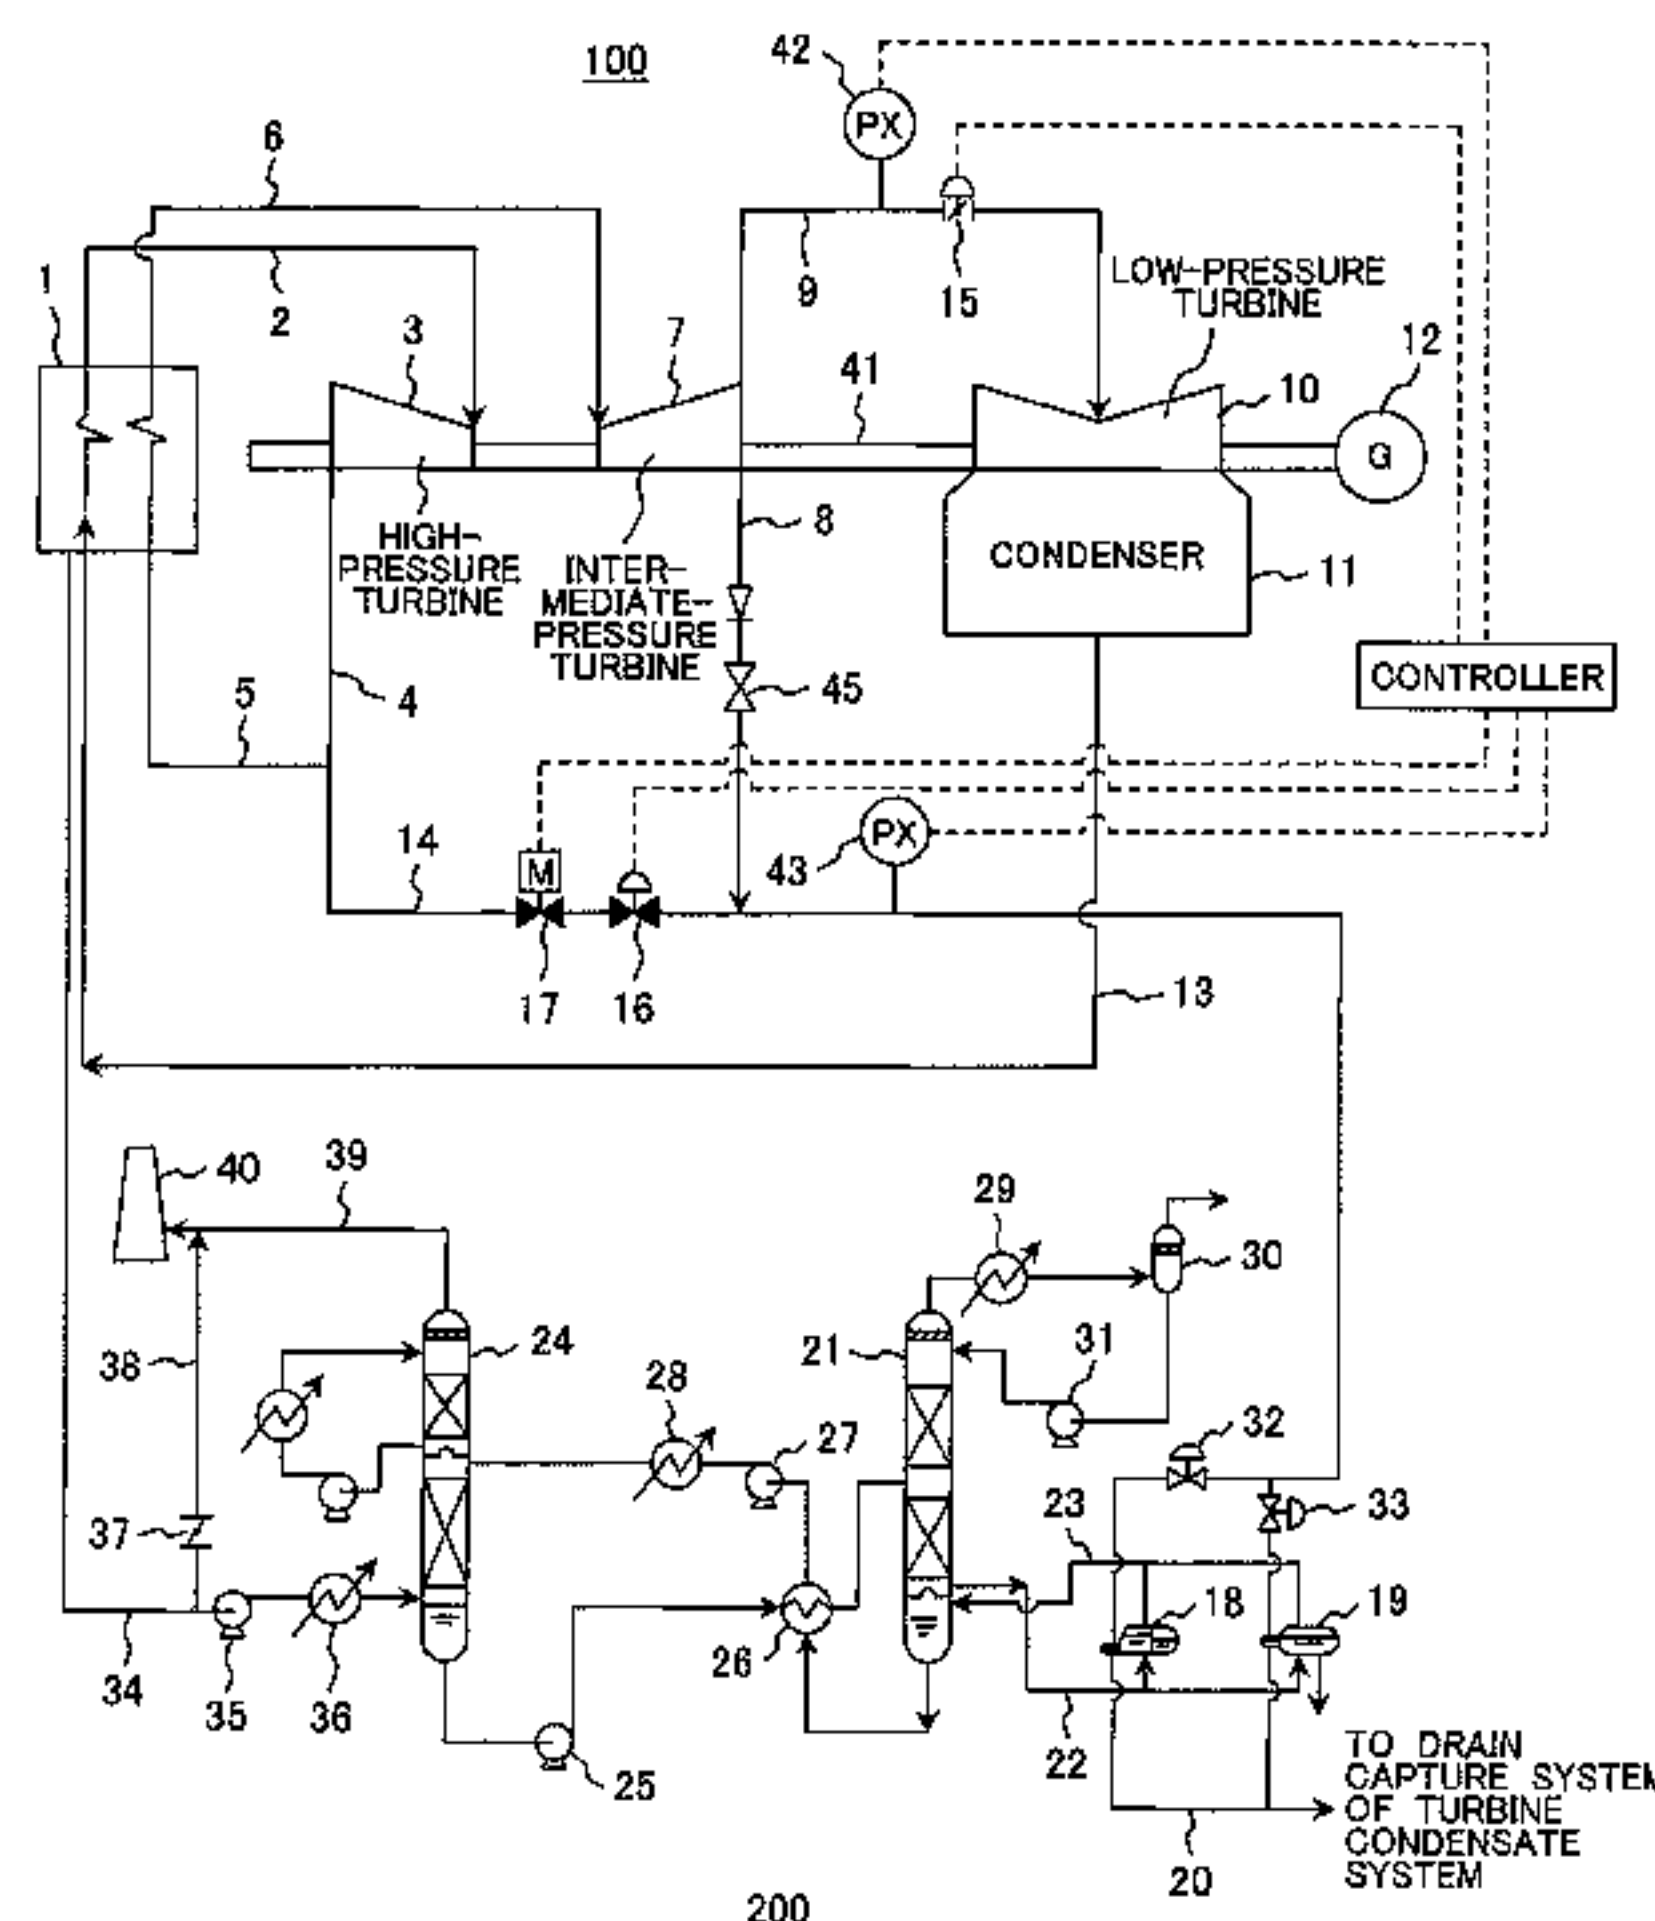 100
42
PX
6
1
2
3
7
9
15
LOW-PRESSURE
TURBINE
12
41
10
G
HIGH-
PRESSURE
TURBINE
INTER-
MEDIATE-
PRESSURE
TURBINE
8
CONDENSER
11
45
CONTROLLER
5
4
14
M
PX
43
17
16
13
40
39
29
30
38
24
28
27
21
31
32
37
23
33
18
19
34
35
36
26
22
25
20
TO DRAIN
CAPTURE SYSTEM
OF TURBINE
CONDENSATE
SYSTEM
200